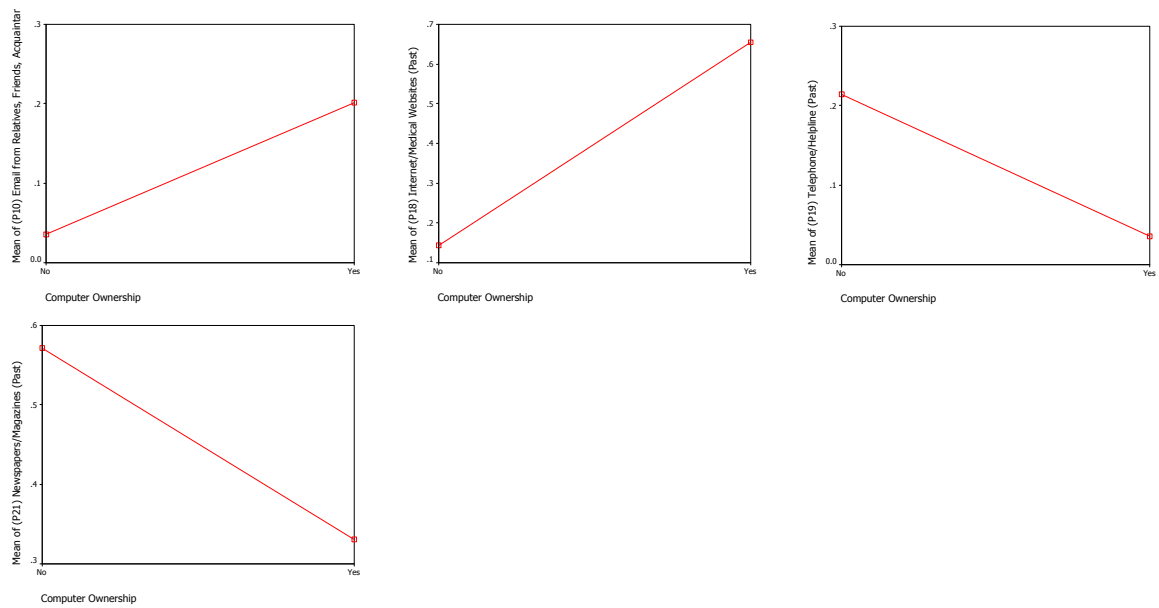 Mean of (P10) Email from Relatives, Friends, Acquaintar
.3
.2
.1
0.0
No
Yes
Computer Ownership
Mean of (P18) Internet/Medical Websites (Past)
.7
.6
.5
.4
.3
.2
.1
No
Yes
Computer Ownership
Mean of (P19) Telephone/Helpline (Past)
.3
.2
.1
0.0
No
Yes
Computer Ownership
Mean of (P21) Newspapers/Magazines (Past)
.6
.5
.4
.3
No
Yes
Computer Ownership